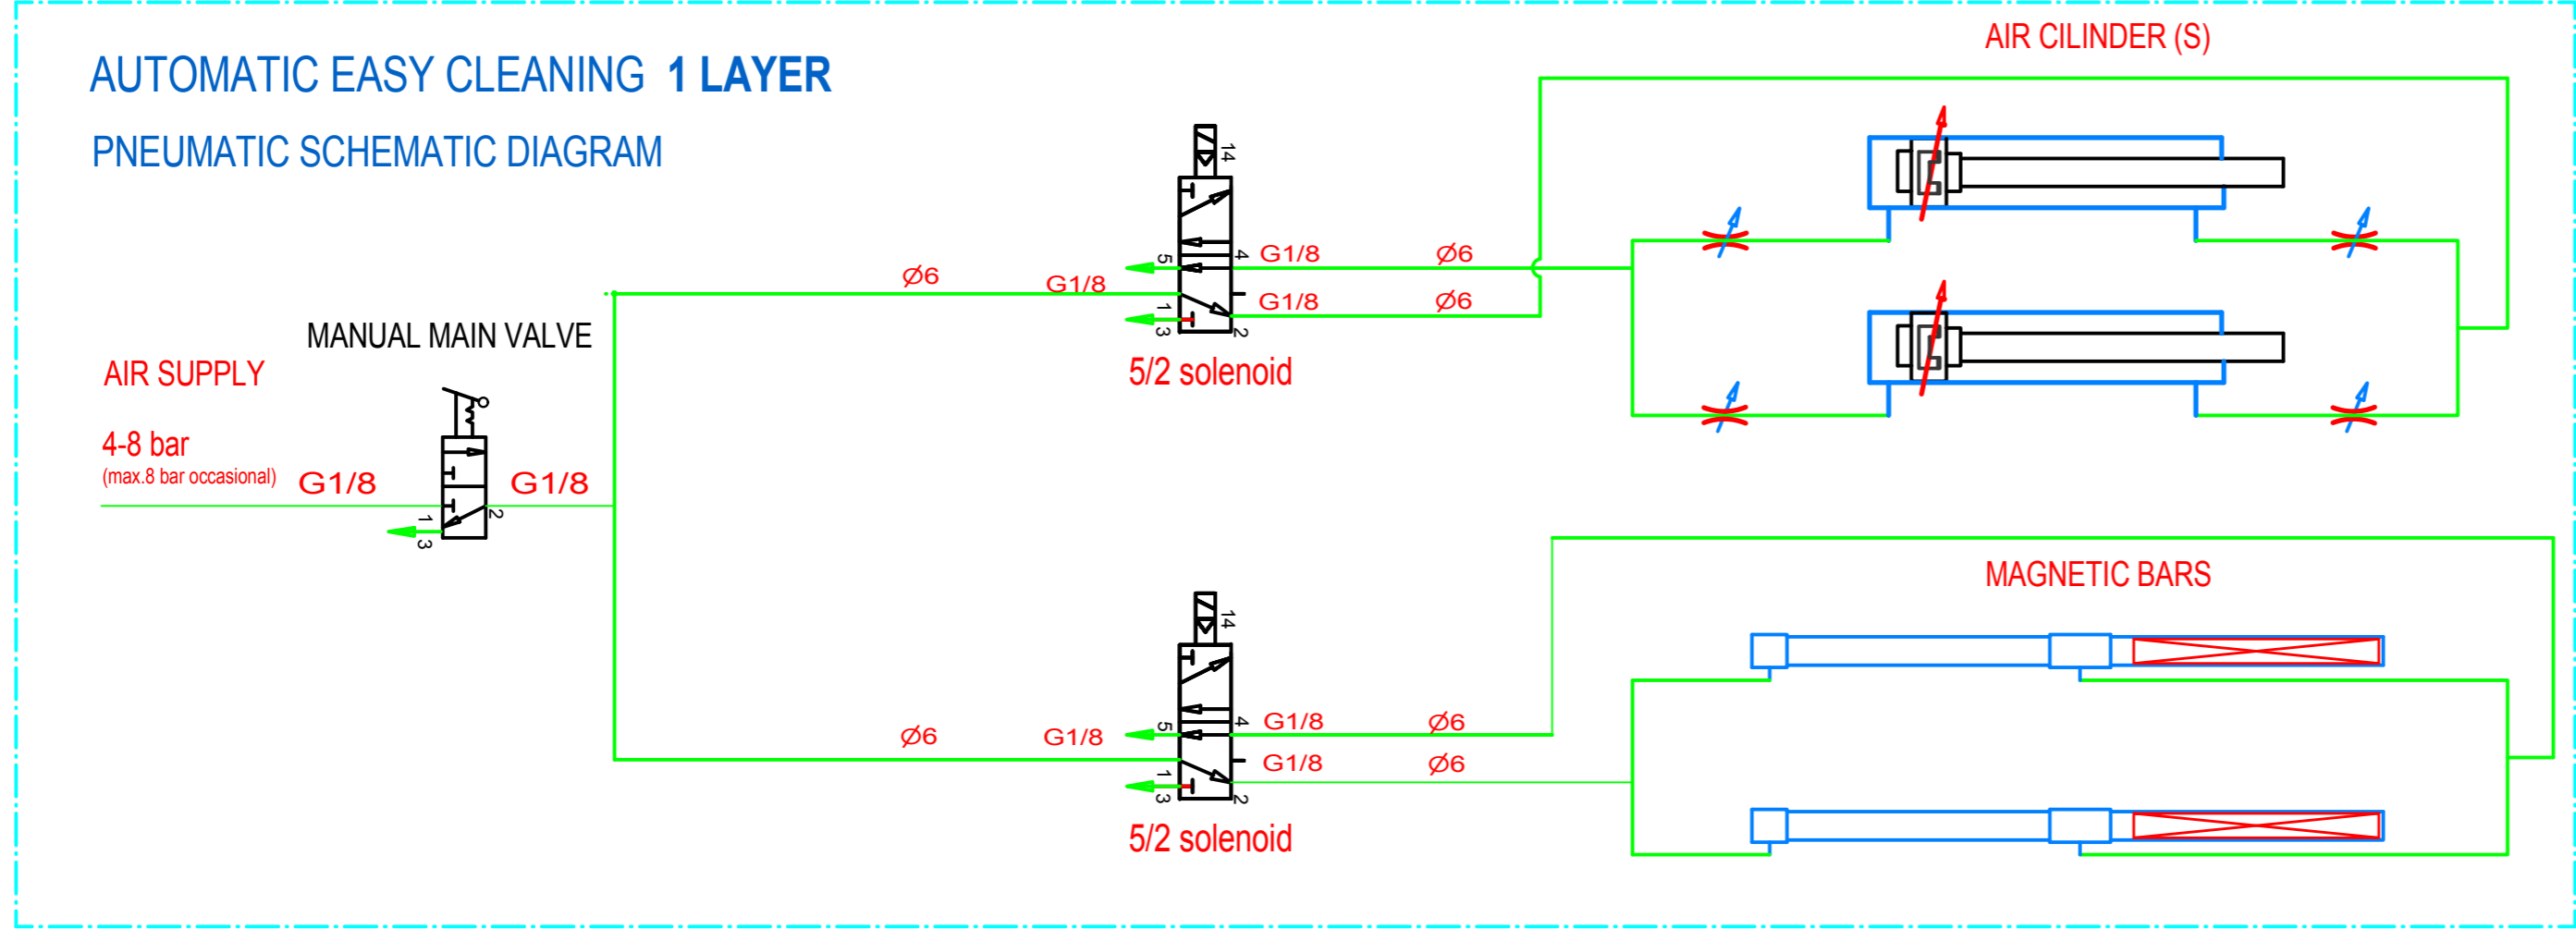 AUTOMATIC EASY CLEANING 1 LAYER
PNEUMATIC SCHEMATIC DIAGRAM
AIR CILINDER (S)
14
5
4
G1/8
Ø6
Ø6
G1/8
1
3
2
G1/8
Ø6
5/2 solenoid
MANUAL MAIN VALVE
AIR SUPPLY
4-8 bar
(max.8 bar occasional)
G1/8
G1/8
1
3
2
MAGNETIC BARS
14
5
4
G1/8
Ø6
Ø6
G1/8
1
3
2
G1/8
Ø6
5/2 solenoid